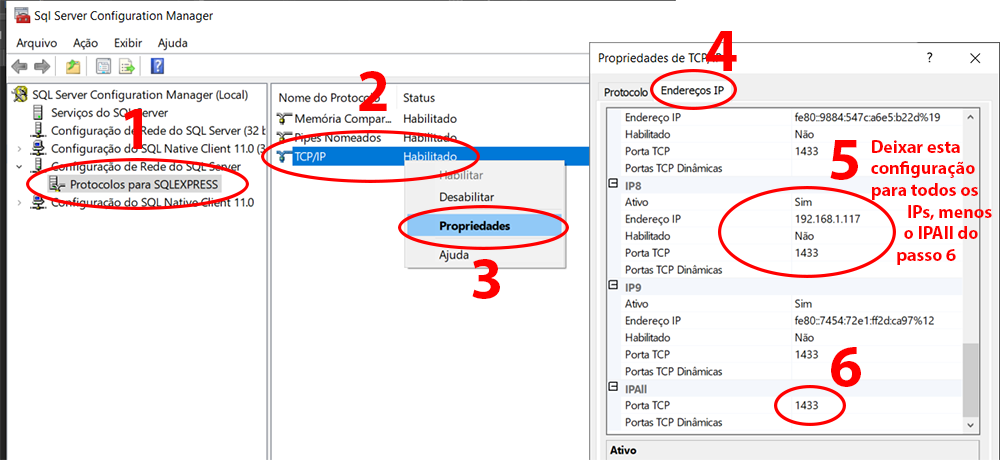 Sql Server Configuration Manager
Arquivo Ação Exibir Ajuda
SQL Server Configuration Manager (Local)
Serviços do SQL Server
Configuração de Rede do SQL Server (32 b
Configuração do SQL Native Client 11.0 (3
Configuração de Rede do SQL Server
Protocolos para SQLEXPRESS
Configuração do SQL Native Client 11.0
1
Nome do Protocolo Status
Memória Compar... Habilitado
Pipes Nomeados Habilitado
TCP/IP Habilitado
2
Habilitar
Desabilitar
Propriedades
Ajuda
3
Propriedades de TCP/IP
? ×
4
Protocolo Endereços IP
Endereço IP fe80::9884:547c:a6e5:b22d%19
Habilitado Não
Porta TCP 1433
Portas TCP Dinâmicas
IP8
Ativo Sim
Endereço IP 192.168.1.117
Habilitado Não
Porta TCP 1433
Portas TCP Dinâmicas
IP9
Ativo Sim
Endereço IP fe80::7454:72e1:ff2d:ca97%12
Habilitado Não
Porta TCP 1433
Portas TCP Dinâmicas
IPAll
Porta TCP 1433
Portas TCP Dinâmicas
Ativo
5
Deixar esta
configuração
para todos os
IPs, menos
o IPAll do
passo 6
6